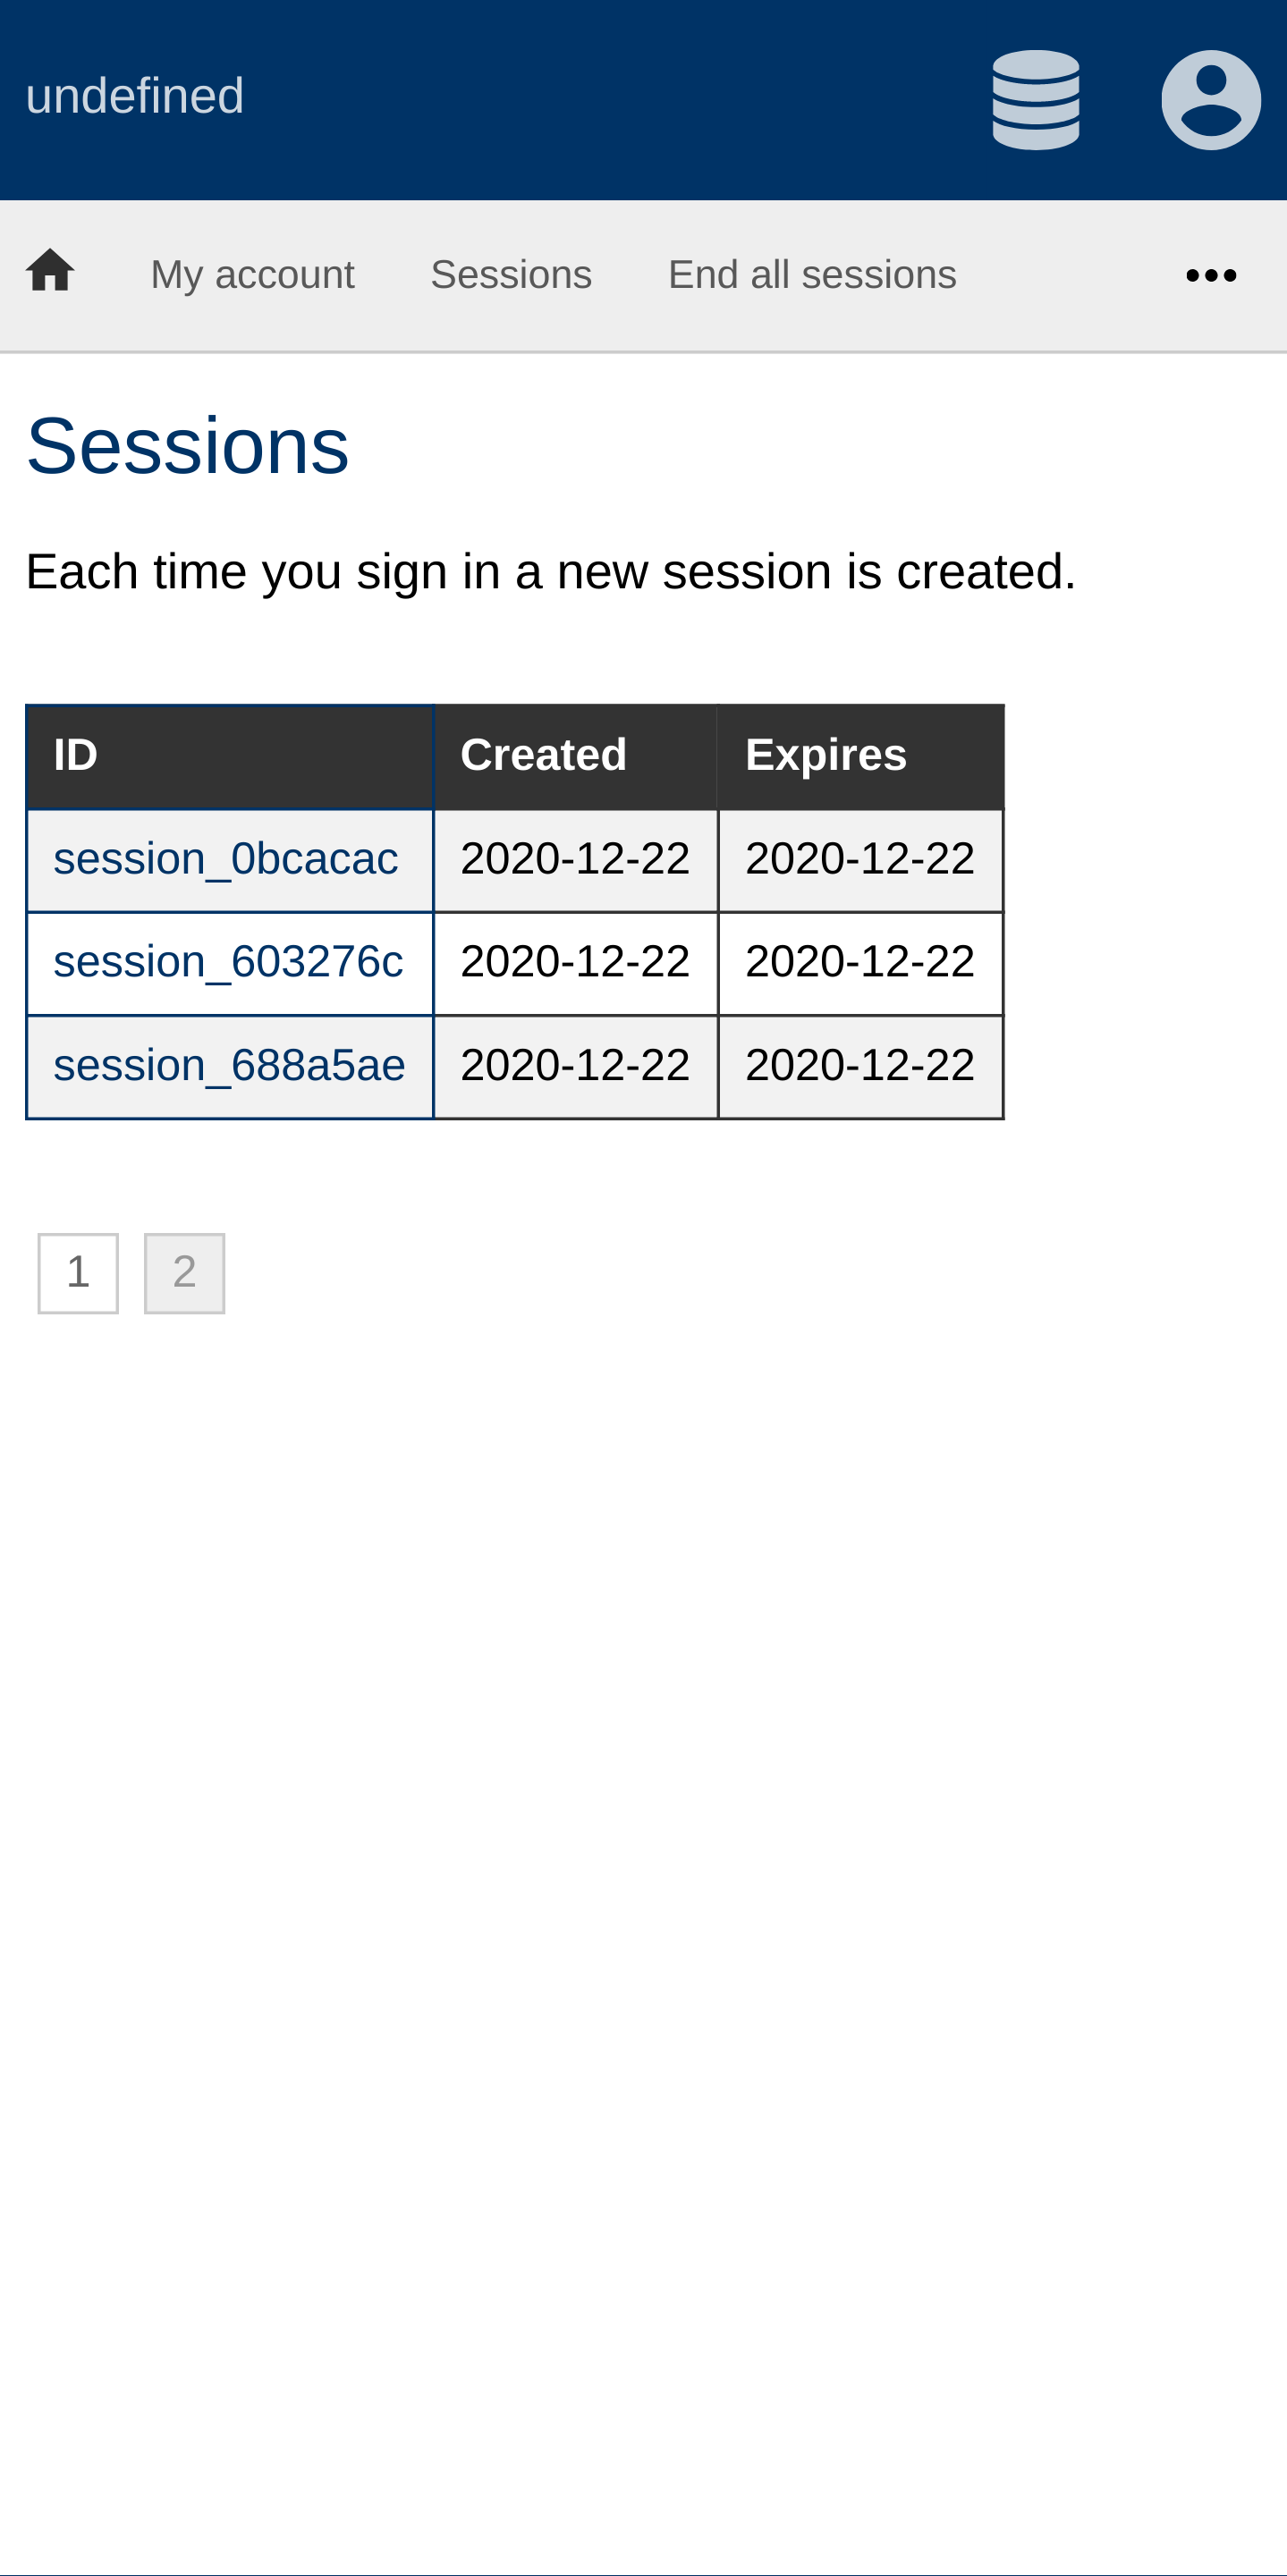 undefined
My account Sessions End all sessions
Sessions
Each time you sign in a new session is created.
ID Created Expires
session_0bcacac 2020-12-22 2020-12-22
session_603276c 2020-12-22 2020-12-22
session_688a5ae 2020-12-22 2020-12-22
1 2